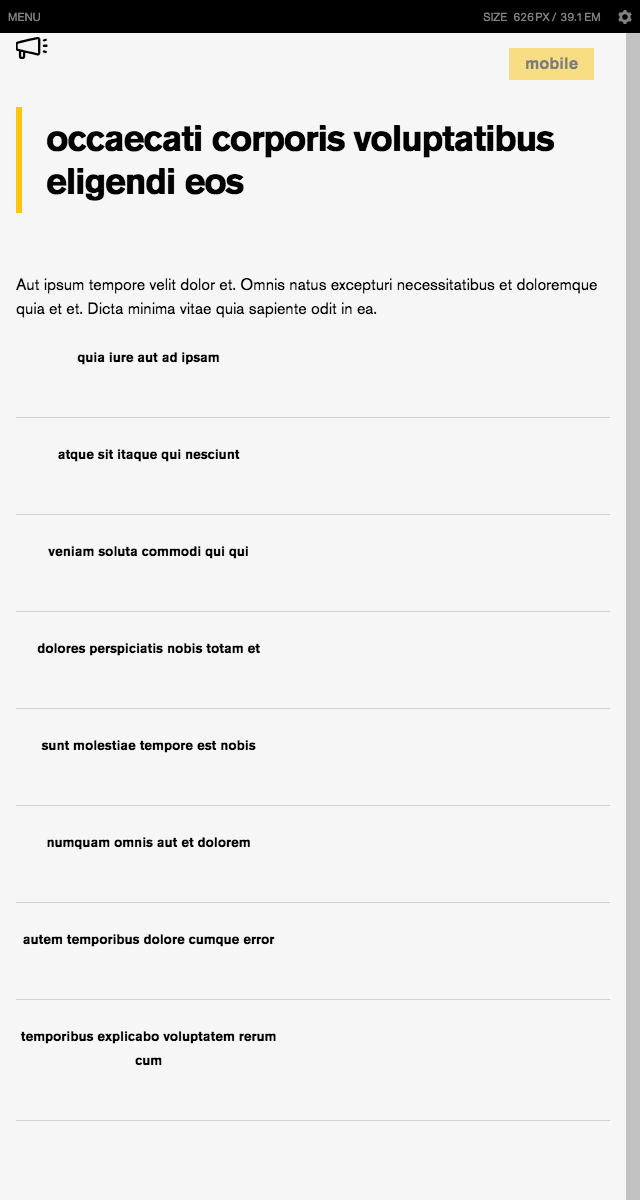 MENU
SIZE 626PX / 39.1EM
mobile
occaecati corporis voluptatibus
eligendi eos
Aut ipsum tempore velit dolor et. Omnis natus excepturi necessitatibus et doloremque
quia et et. Dicta minima vitae quia sapiente odit in ea.
quia iure aut ad ipsam
atque sit itaque qui nesciunt
veniam soluta commodi qui qui
dolores perspiciatis nobis totam et
sunt molestiae tempore est nobis
numquam omnis aut et dolorem
autem temporibus dolore cumque error
temporibus explicabo voluptatem rerum
cum